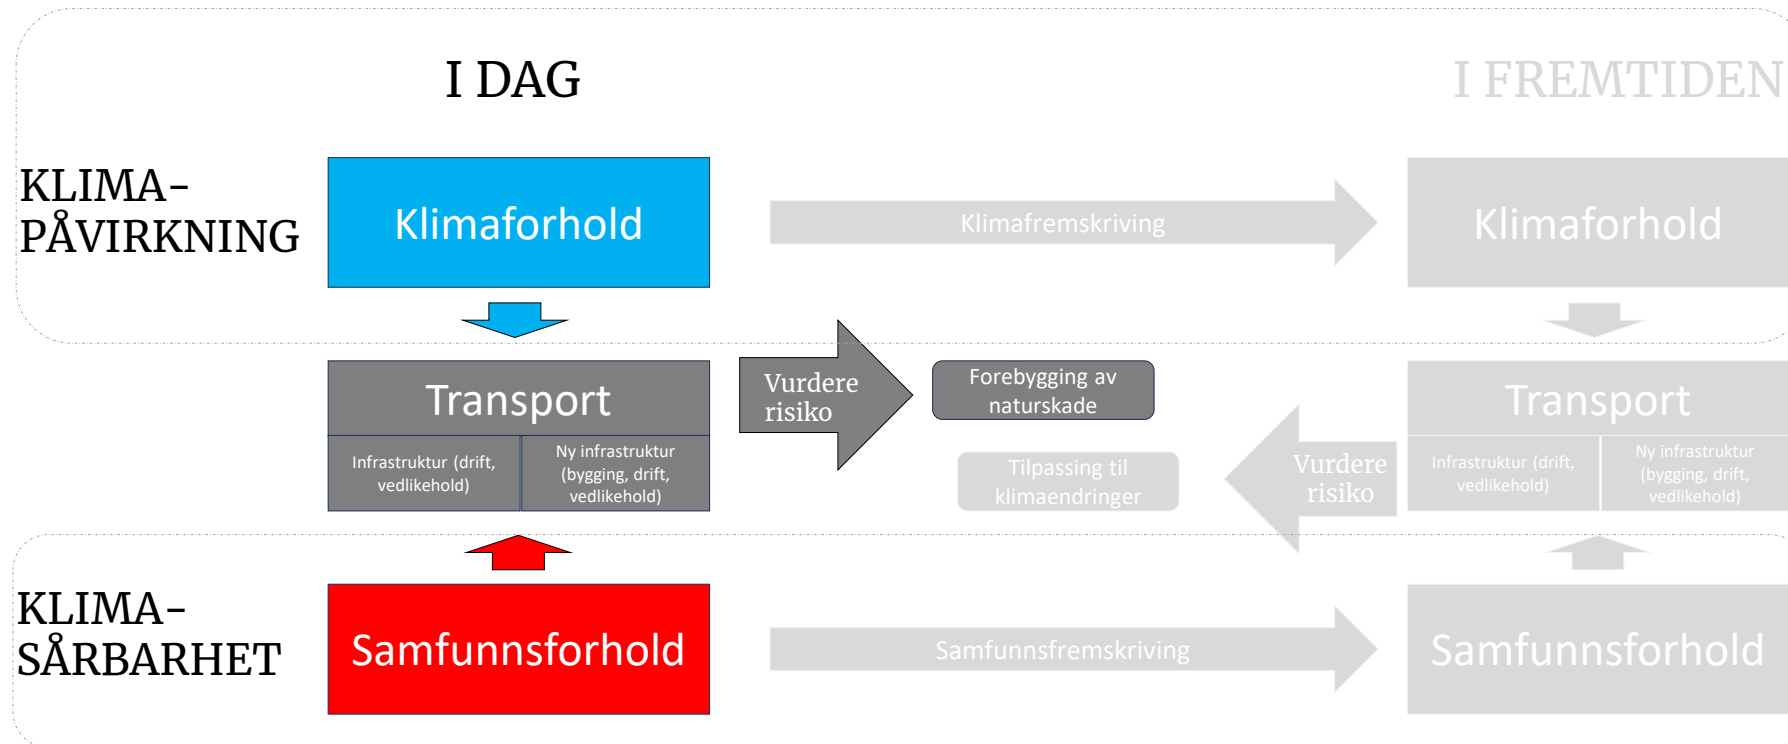 I DAG
I FREMTIDEN
KLIMA-
PÅVIRKNING
Klimaforhold
Klimafremskriving
Klimaforhold
Transport
Infrastruktur (drift,
vedlikehold)
Ny infrastruktur
(bygging, drift,
vedlikehold)
Vurdere
risiko
Forebygging av
naturskade
Tilpassing til
klimaendringer
Vurdere
risiko
Transport
Infrastruktur (drift,
vedlikehold)
Ny infrastruktur
(bygging, drift,
vedlikehold)
KLIMA-
SÅRBARHET
Samfunnsforhold
Samfunnsfremskriving
Samfunnsforhold